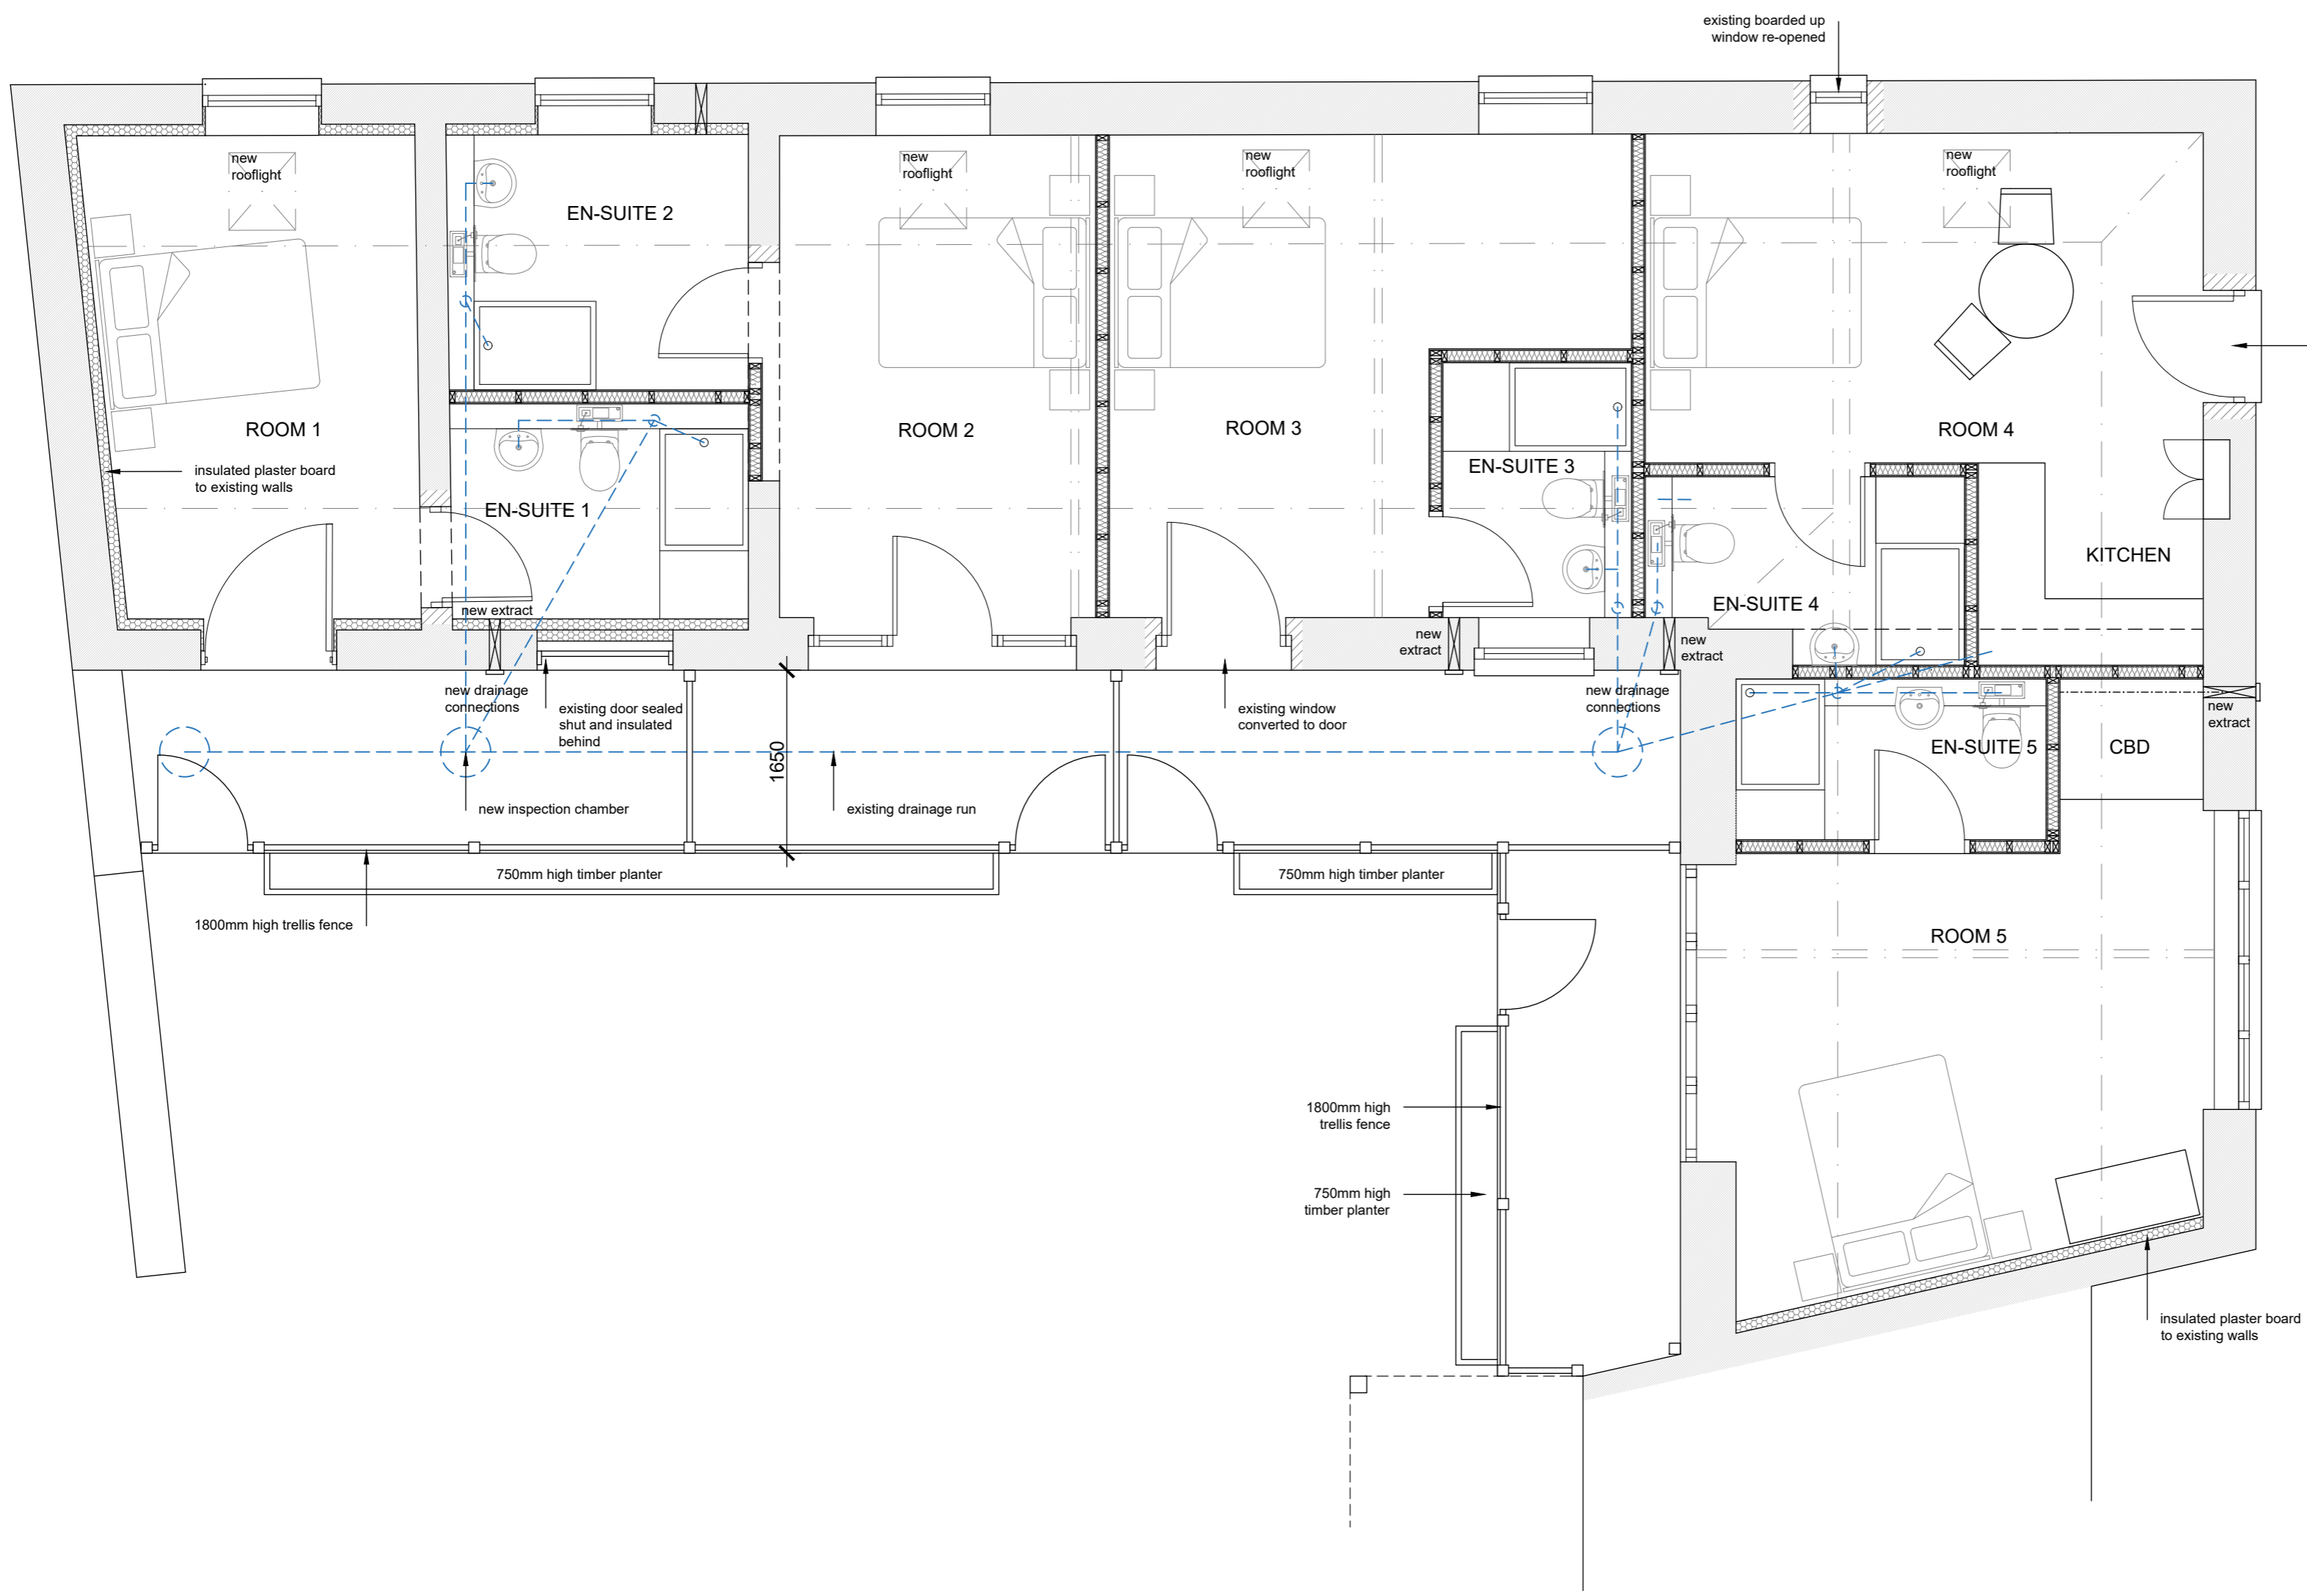 existing boarded up
window re-opened
new
rooflight
new
rooflight
new
rooflight
new
rooflight
EN-SUITE 2
ROOM 1
ROOM 2
ROOM 3
ROOM 4
insulated plaster board
to existing walls
EN-SUITE 3
EN-SUITE 1
KITCHEN
EN-SUITE 4
new extract
new
extract
new
extract
new drainage
connections
existing door sealed
shut and insulated
behind
existing window
converted to door
new drainage
connections
new
extract
EN-SUITE 5
CBD
1650
new inspection chamber
existing drainage run
750mm high timber planter
750mm high timber planter
1800mm high trellis fence
ROOM 5
1800mm high
trellis fence
750mm high
timber planter
insulated plaster board
to existing walls